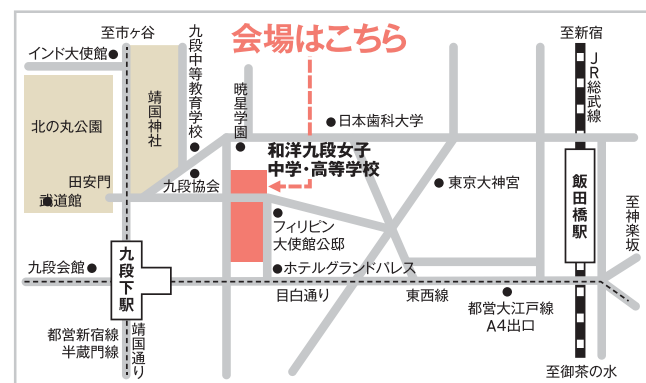 至市ヶ谷
インド大使館
九段中等教育学校
会場はこちら
至新宿
JR総武線
北の丸公園
靖国神社
暁星学園
日本歯科大学
和洋九段女子
中学・高等学校
田安門
武道館
九段協会
東京大神宮
飯田橋駅
至神楽坂
フィリピン
大使館公邸
九段会館
九段下駅
ホテルグランドパレス
目白通り
東西線
都営大江戸線
A4出口
都営新宿線
半蔵門線
靖国通り
至御茶の水